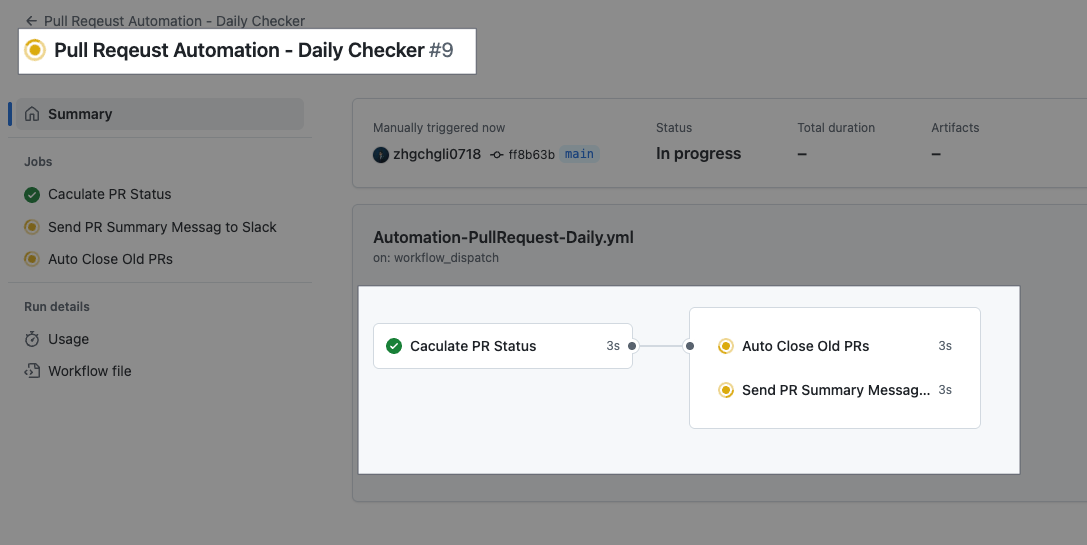 ← Pull Reqeust Automation - Daily Checker
Pull Reqeust Automation - Daily Checker #9
Summary
Jobs
Caculate PR Status
Send PR Summary Messag to Slack
Auto Close Old PRs
Run details
Usage
Workflow file
Manually triggered now
zhgchgli0718 ff8b63b main
Status
In progress
Total duration
–
Artifacts
–
Automation-PullRequest-Daily.yml
on: workflow_dispatch
Caculate PR Status 3s
Auto Close Old PRs 3s
Send PR Summary Messag... 3s